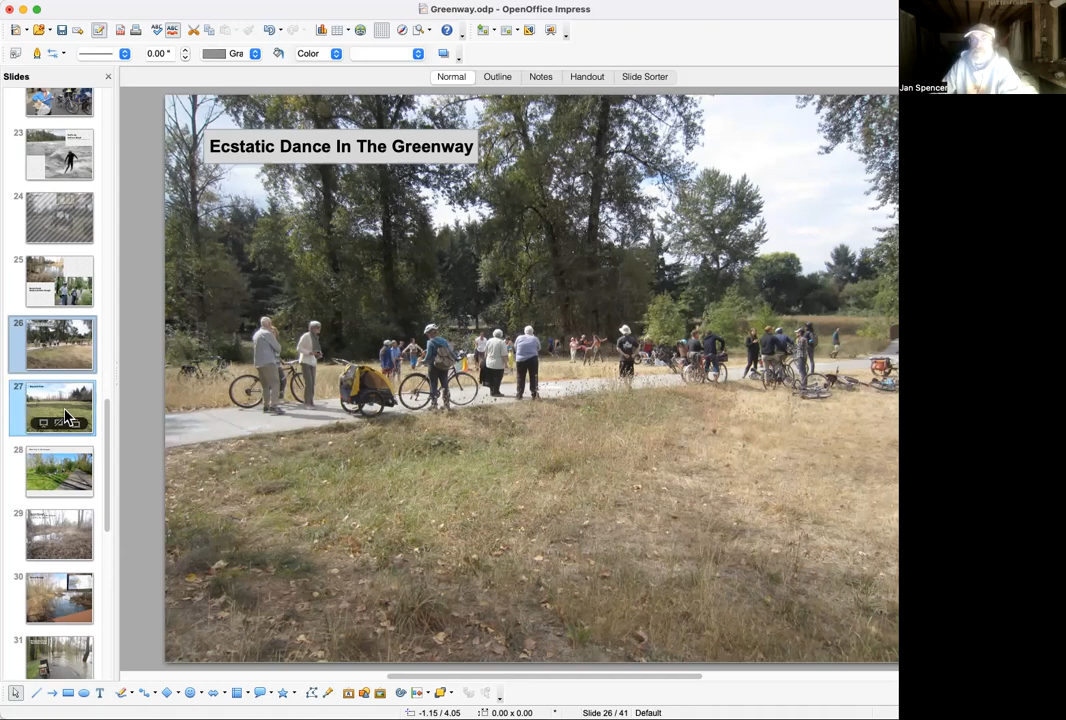 Greenway.odp - OpenOffice Impress
0.00 °
Gra
Color
Slides
Normal
Outline
Notes
Handout
Slide Sorter
Jan Spencer
Ecstatic Dance In The Greenway
23
24
25
26
27
28
29
30
31
-1.15 / 4.05
0.00 x 0.00
*
Slide 26 / 41
Default